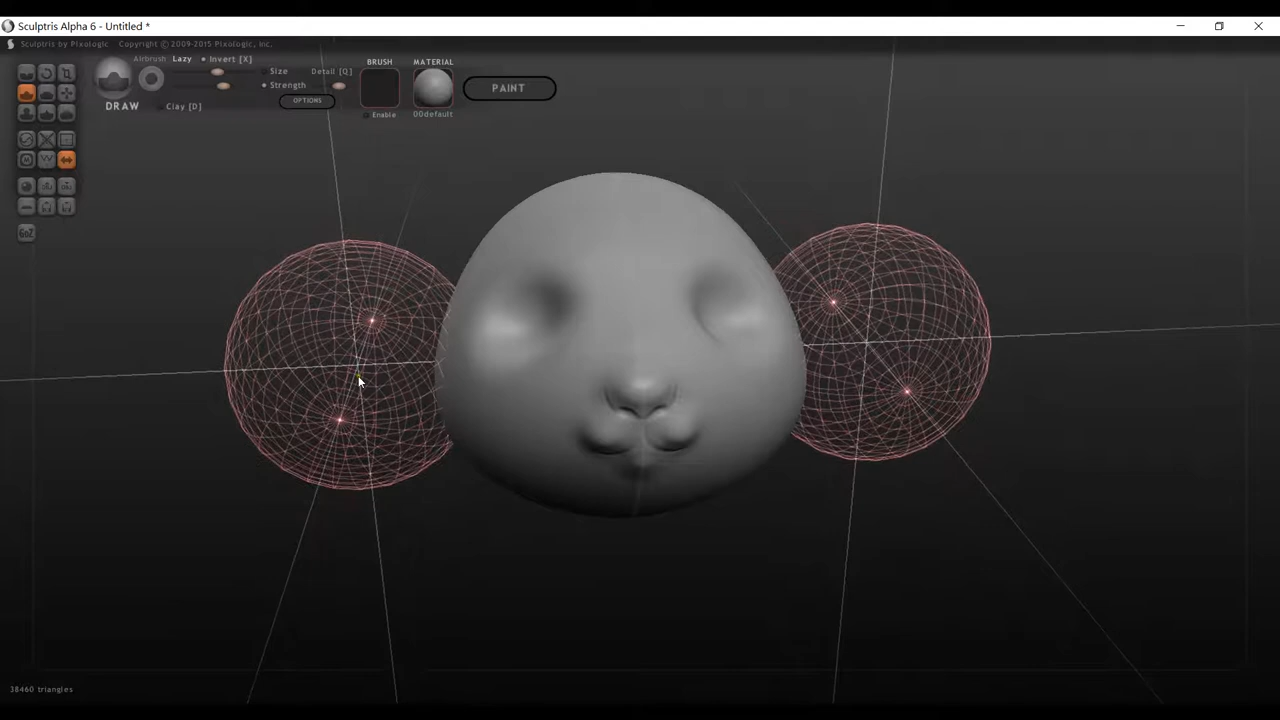 Sculptris Alpha 6 - Untitled *
Sculptris by Pixologic Copyright © 2009-2015 Pixologic, Inc.
Airbrush Lazy Invert [X]
Size Detail [Q]
Strength
OPTIONS
DRAW Clay [D]
BRUSH
Enable
MATERIAL
00default
PAINT
GoZ
38460 triangles